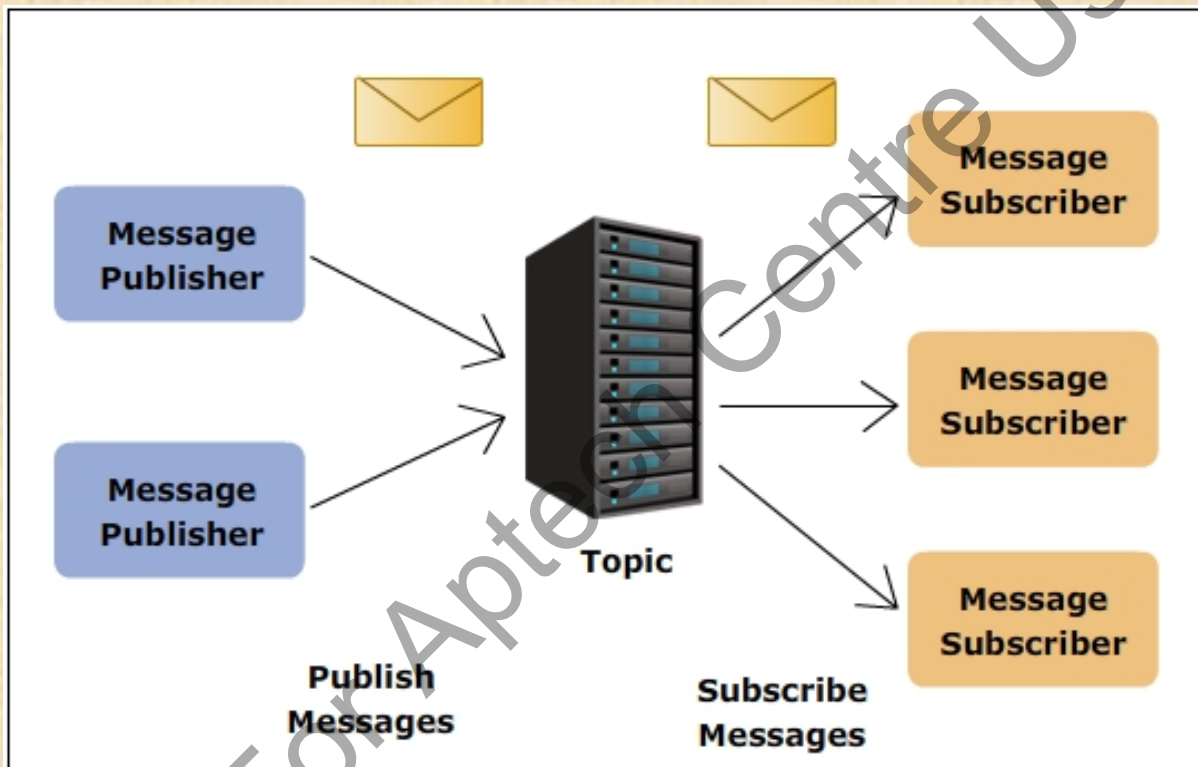 Message
Publisher
Message
Publisher
Topic
Publish
Messages
Subscribe
Messages
Message
Subscriber
Message
Subscriber
Message
Subscriber
For Aptech Centre